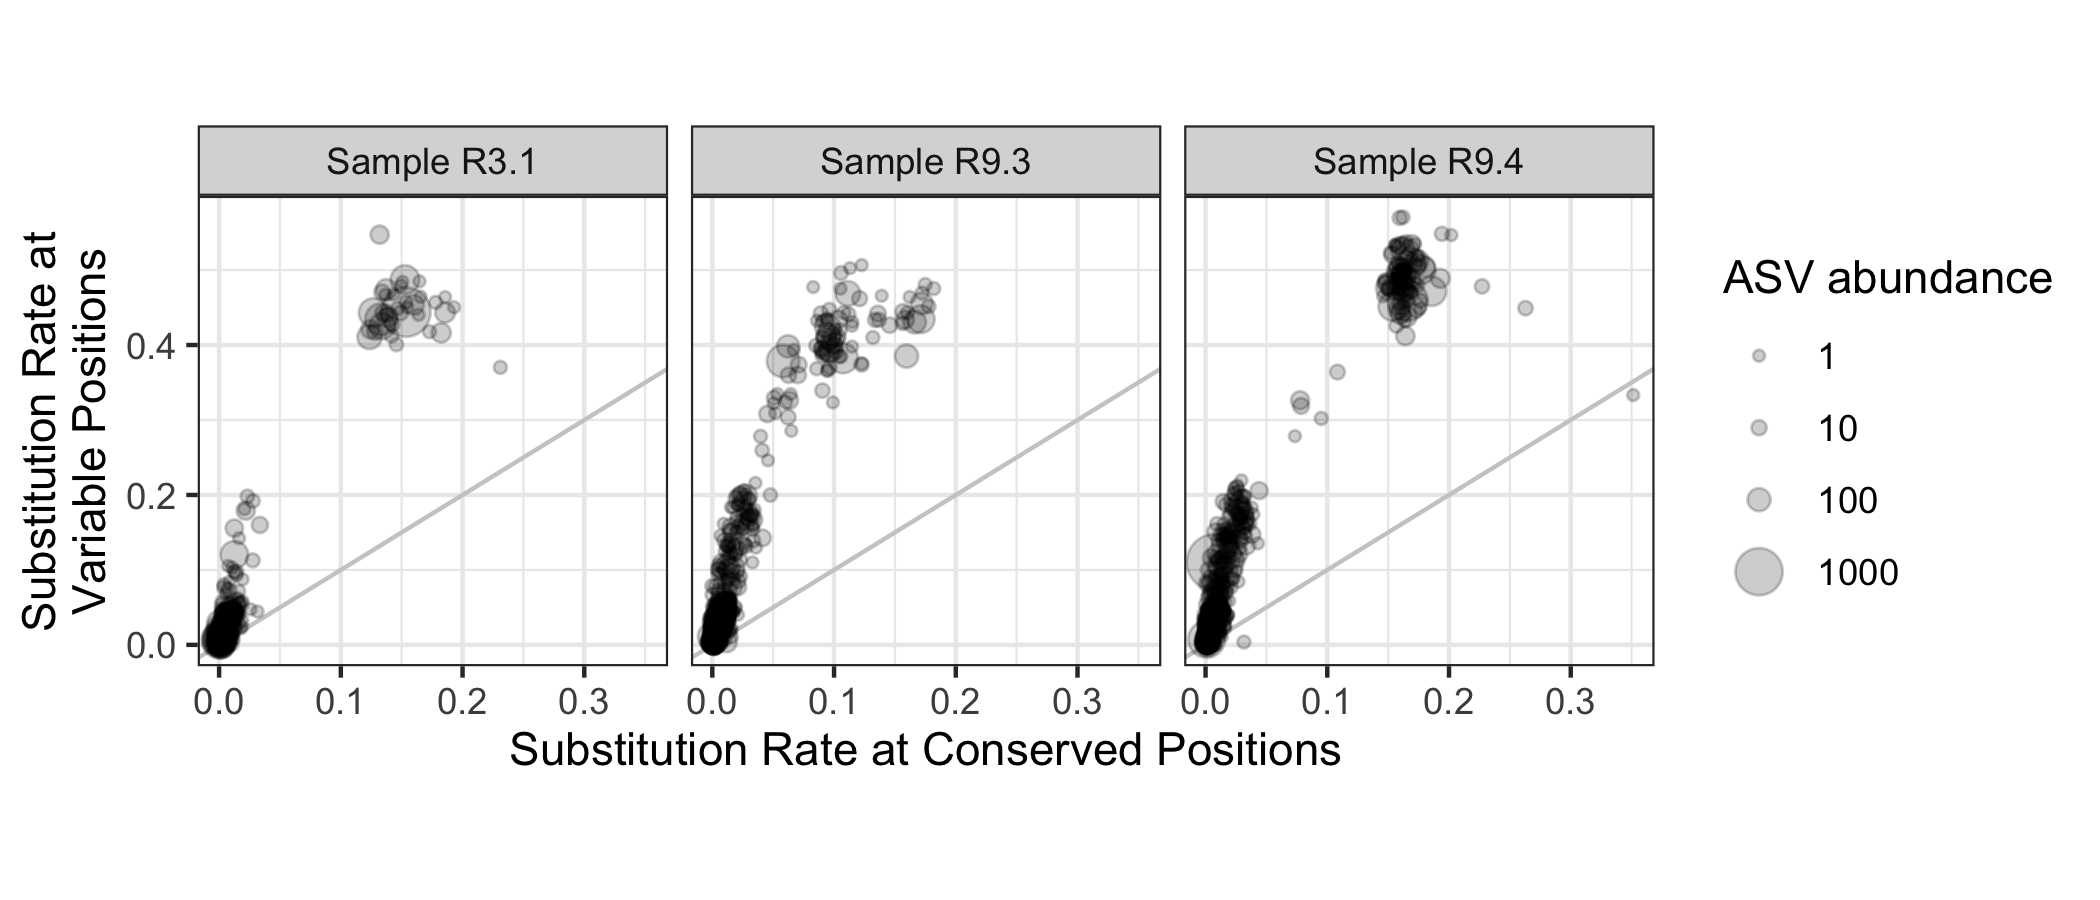 Sample R3.1
Sample R9.3
Sample R9.4
Substitution Rate at
Variable Positions
0.4
0.2
0.0
0.0 0.1 0.2 0.3
0.0 0.1 0.2 0.3
0.0 0.1 0.2 0.3
Substitution Rate at Conserved Positions
ASV abundance
1
10
100
1000